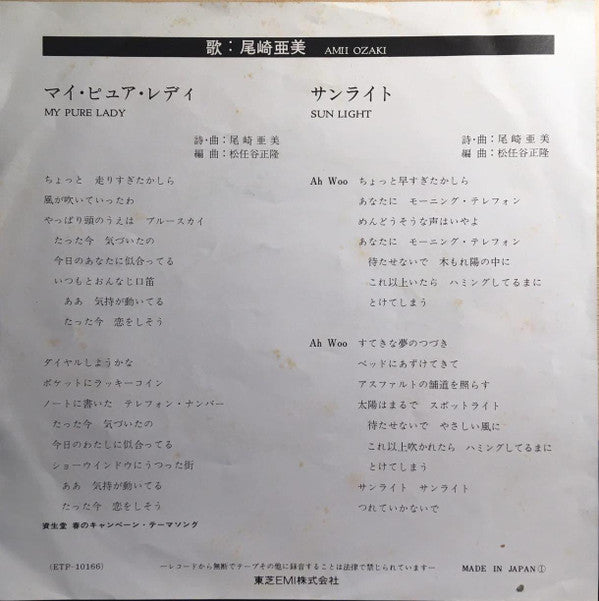 歌：尾崎亜美 AMII OZAKI
マイ・ピュア・レディ
MY PURE LADY
詩・曲：尾崎亜美
編曲：松任谷正隆
ちょっと 走りすぎたかしら
風が吹いていったわ
やっぱり頭のうえは ブルースカイ
たった今 気づいたの
今日のあなたに似合ってる
いつもとおんなじ口笛
ああ 気持が動いてる
たった今 恋をしそう
ダイヤルしようかな
ポケットにラッキーコイン
ノートに書いた テレフォン・ナンバー
たった今 気づいたの
今日のわたしに似合ってる
ショーウインドウにうつった街
ああ 気持が動いてる
たった今 恋をしそう
資生堂 春のキャンペーン・テーマソング
サンライト
SUN LIGHT
詩・曲：尾崎亜美
編曲：松任谷正隆
Ah Woo ちょっと早すぎたかしら
あなたに モーニング・テレフォン
めんどうそうな声はいやよ
あなたに モーニング・テレフォン
待たせないで 木もれ陽の中に
これ以上いたら ハミングしてるまに
とけてしまう
Ah Woo すてきな夢のつづき
ベッドにあずけてきて
アスファルトの舗道を照らす
太陽はまるで スポットライト
待たせないで やさしい風に
これ以上吹かれたら ハミングしてるまに
とけてしまう
サンライト サンライト
つれていかないで
(ETP-10166)
—レコードから無断でテープその他に録音することは法律で禁じられています—
MADE IN JAPAN①
東芝EMI株式会社